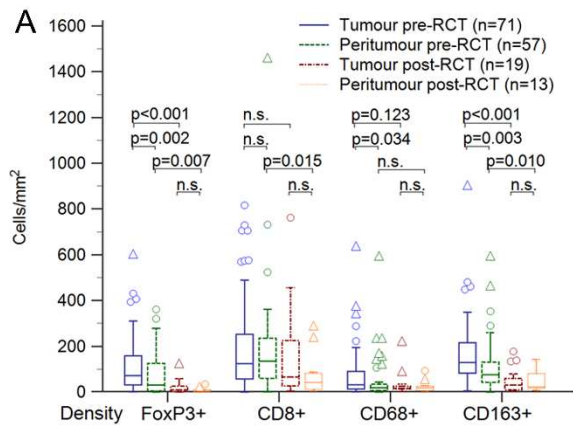 A
1600
1400
1200
1000
800
600
400
200
0
Cells/mm²
Tumour pre-RCT (n=71)
Peritumour pre-RCT (n=57)
Tumour post-RCT (n=19)
Peritumour post-RCT (n=13)
p<0.001 n.s. p=0.123 p<0.001
p=0.002 n.s. p=0.034 p=0.003
p=0.007 p=0.015 n.s. p=0.010
n.s. n.s. n.s. n.s.
Density FoxP3+ CD8+ CD68+ CD163+